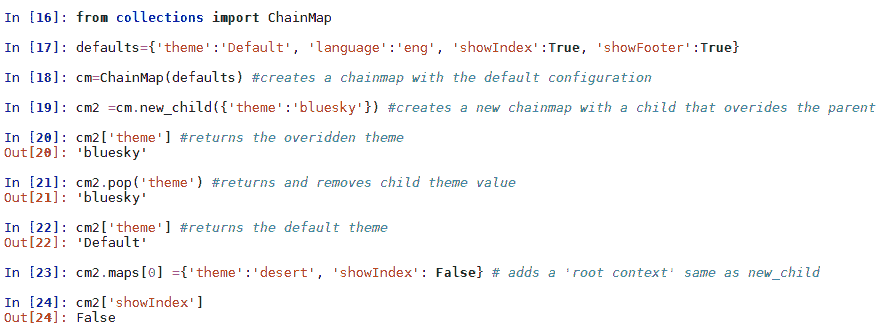 In [16]: from collections import ChainMap
In [17]: defaults={'theme':'Default', 'language':'eng', 'showIndex':True, 'showFooter':True}
In [18]: cm=ChainMap(defaults) #creates a chainmap with the default configuration
In [19]: cm2 =cm.new_child({'theme':'bluesky'}) #creates a new chainmap with a child that overides the parent
In [20]: cm2['theme'] #returns the overidden theme
Out[20]: 'bluesky'
In [21]: cm2.pop('theme') #returns and removes child theme value
Out[21]: 'bluesky'
In [22]: cm2['theme'] #returns the default theme
Out[22]: 'Default'
In [23]: cm2.maps[0] ={'theme':'desert', 'showIndex': False} # adds a 'root context' same as new_child
In [24]: cm2['showIndex']
Out[24]: False